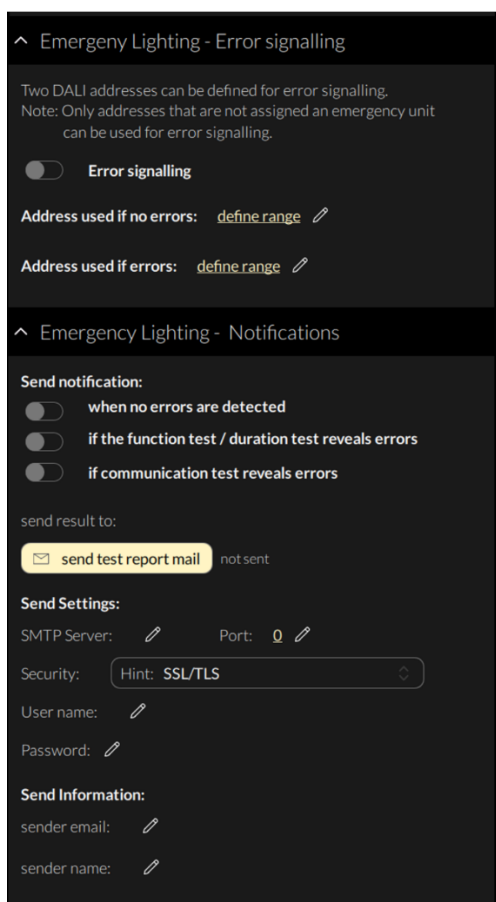 Emergeny Lighting - Error signalling
Two DALI addresses can be defined for error signalling.
Note: Only addresses that are not assigned an emergency unit
can be used for error signalling.
Error signalling
Address used if no errors: define range
Address used if errors: define range
Emergency Lighting - Notifications
Send notification:
when no errors are detected
if the function test / duration test reveals errors
if communication test reveals errors
send result to:
send test report mail not sent
Send Settings:
SMTP Server: Port: 0
Security: Hint: SSL/TLS
User name:
Password:
Send Information:
sender email:
sender name: